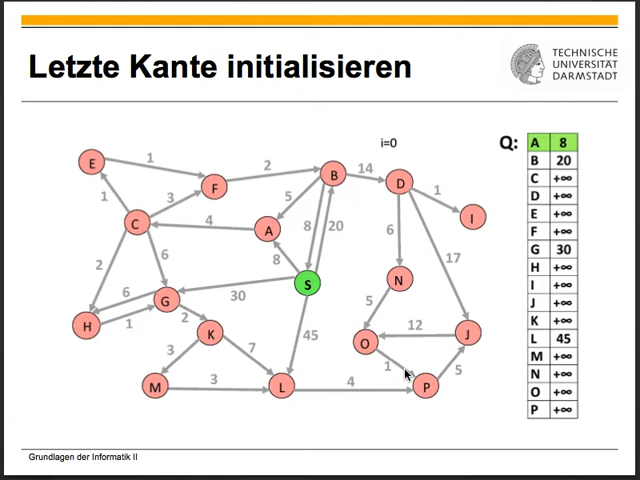 Letzte Kante initialisieren
TECHNISCHE
UNIVERSITÄT
DARMSTADT
i=0
Q:
A 8
B 20
C +∞
D +∞
E +∞
F +∞
G 30
H +∞
I +∞
J +∞
K +∞
L 45
M +∞
N +∞
O +∞
P +∞
E 1 F 2 B 14 D 1 I
1 3 5
C 4 A 8 20 6 17
2 6 8
H 6 1 G 30 S N
2 K 45 5 O 12 J
3 7 1 5
M 3 L 4 P
Grundlagen der Informatik II